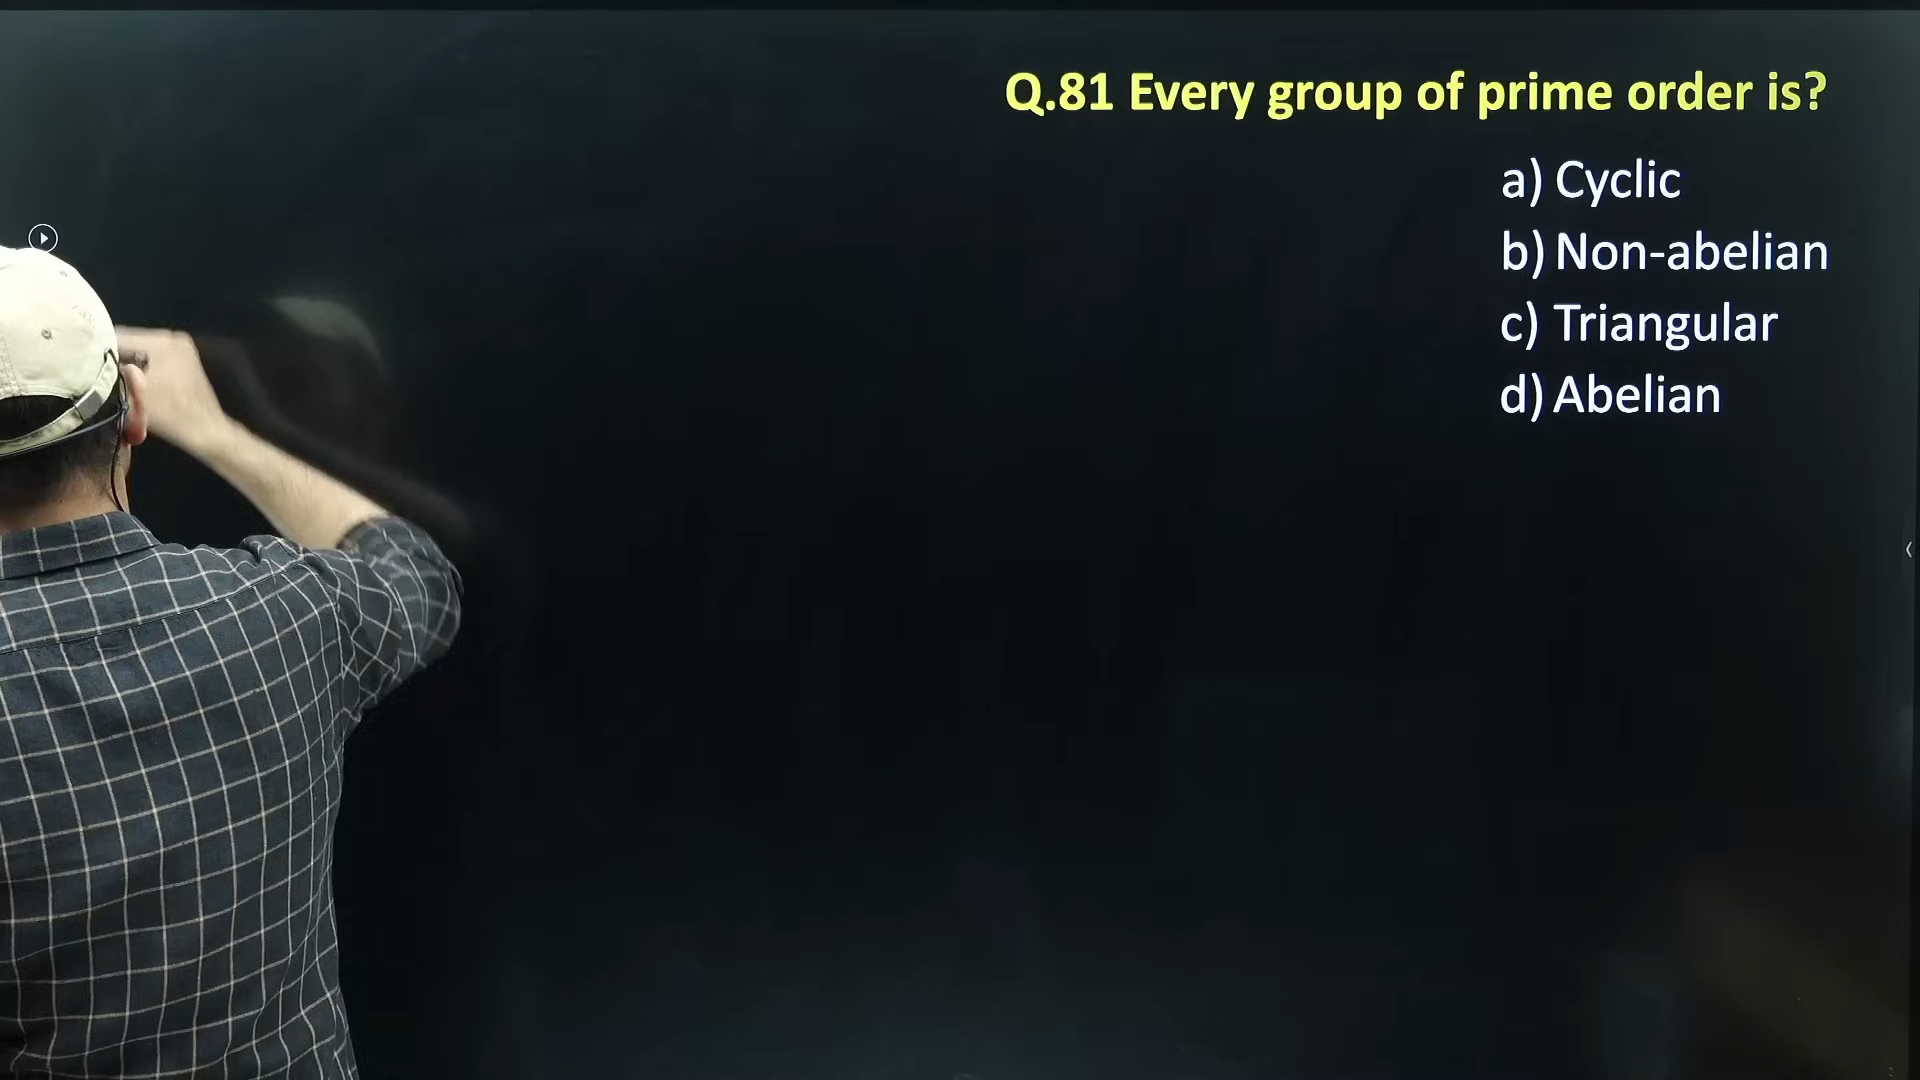 Q.81 Every group of prime order is?
a) Cyclic
b) Non-abelian
c) Triangular
d) Abelian